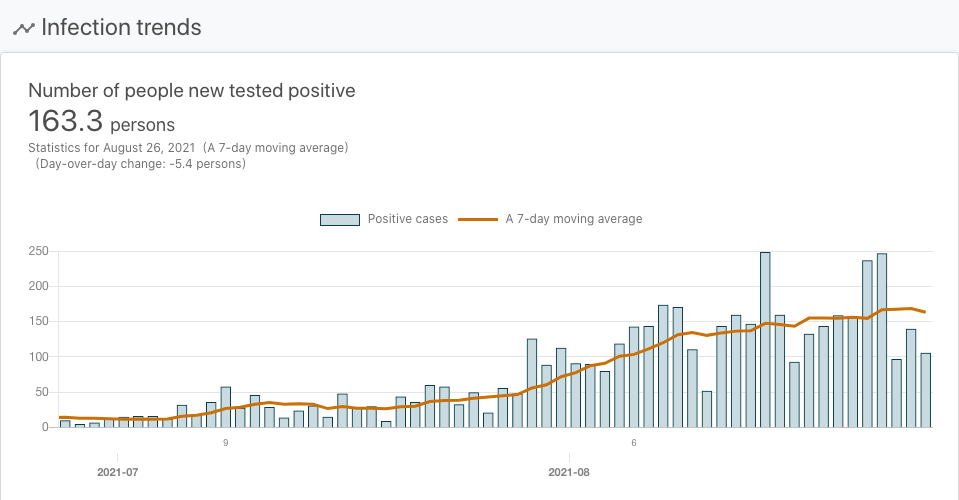 Infection trends
Number of people new tested positive
163.3 persons
Statistics for August 26, 2021 (A 7-day moving average)
(Day-over-day change: -5.4 persons)
Positive cases A 7-day moving average
250
200
150
100
50
0
9 6
2021-07 2021-08